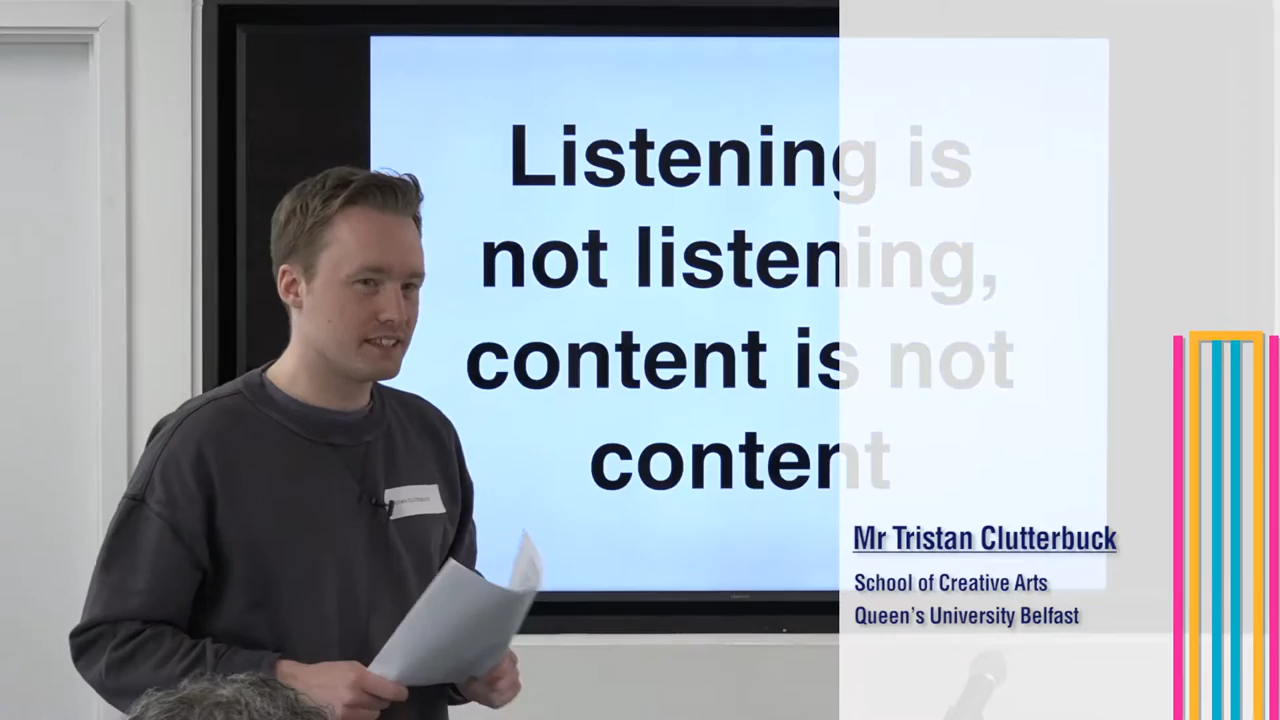 Listening is
not listening,
content is not
content
Mr Tristan Clutterbuck
School of Creative Arts
Queen's University Belfast